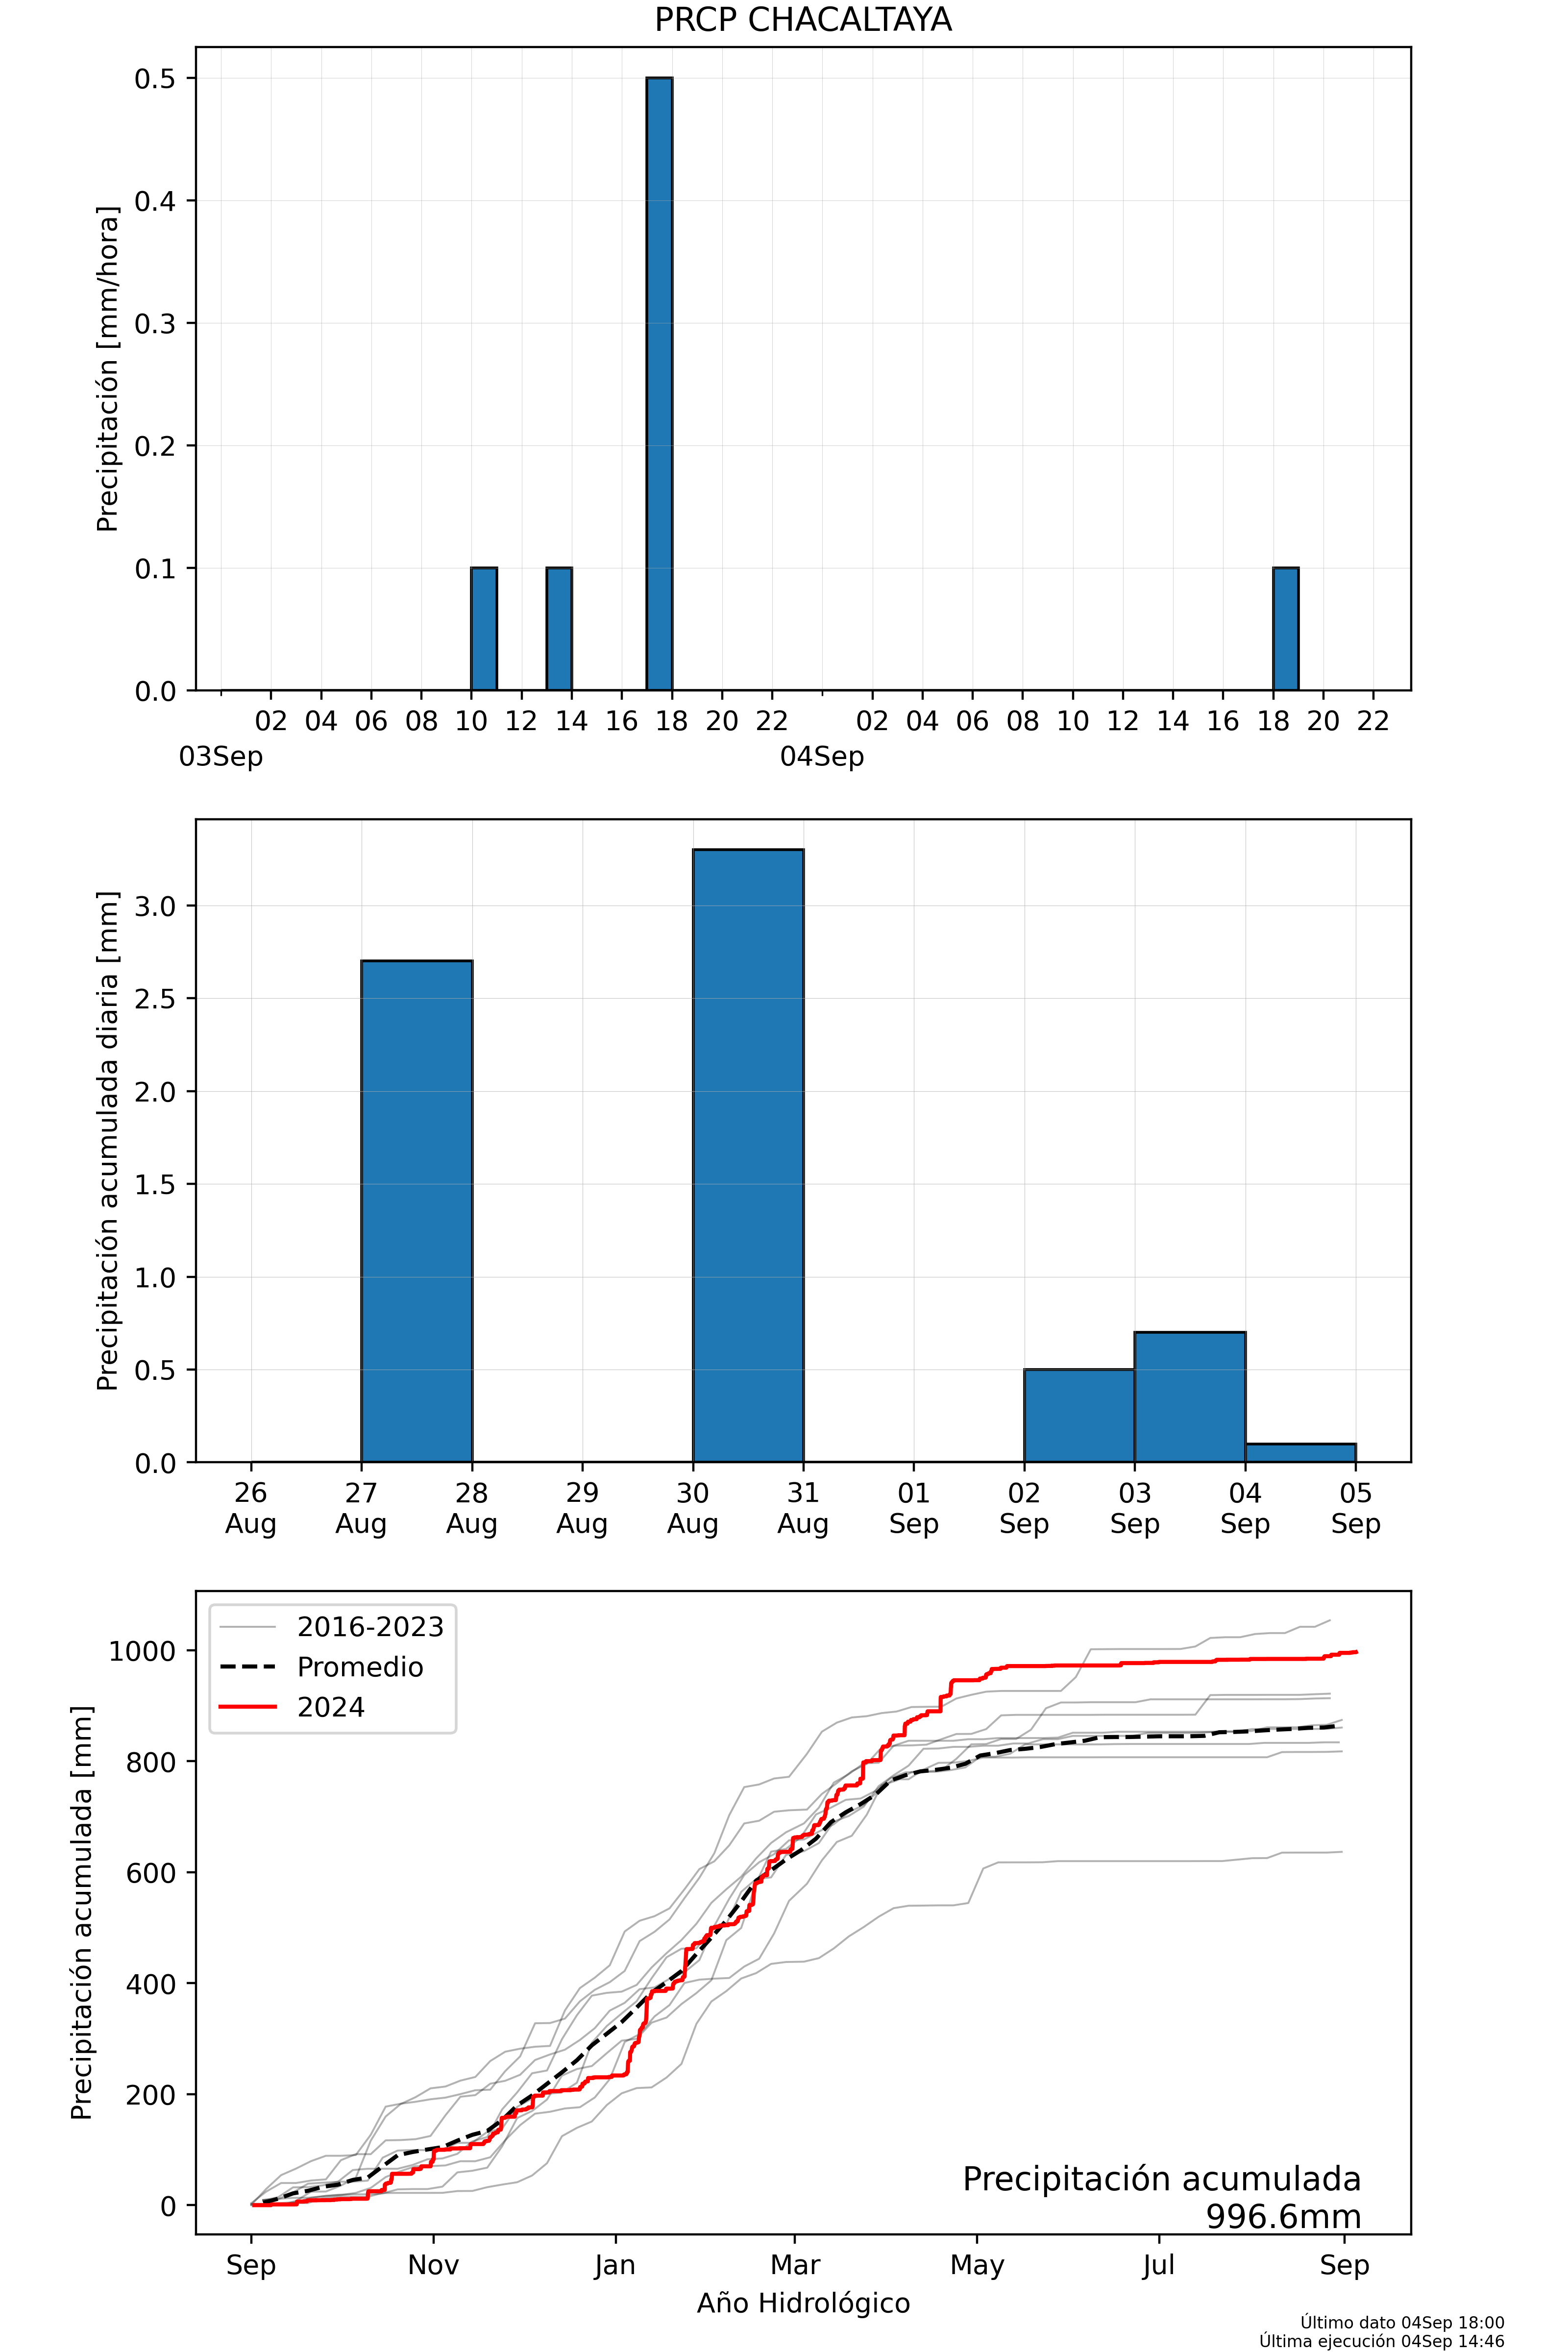 PRCP CHACALTAYA
Precipitación [mm/hora]
0.5
0.4
0.3
0.2
0.1
0.0
02 04 06 08 10 12 14 16 18 20 22 02 04 06 08 10 12 14 16 18 20 22
03Sep 04Sep
Precipitación acumulada diaria [mm]
3.0
2.5
2.0
1.5
1.0
0.5
0.0
26 27 28 29 30 31 01 02 03 04 05
Aug Aug Aug Aug Aug Aug Sep Sep Sep Sep Sep
Precipitación acumulada [mm]
1000
800
600
400
200
0
2016-2023
Promedio
2024
Precipitación acumulada
996.6mm
Sep Nov Jan Mar May Jul Sep
Año Hidrológico
Último dato 04Sep 18:00
Última ejecución 04Sep 14:46